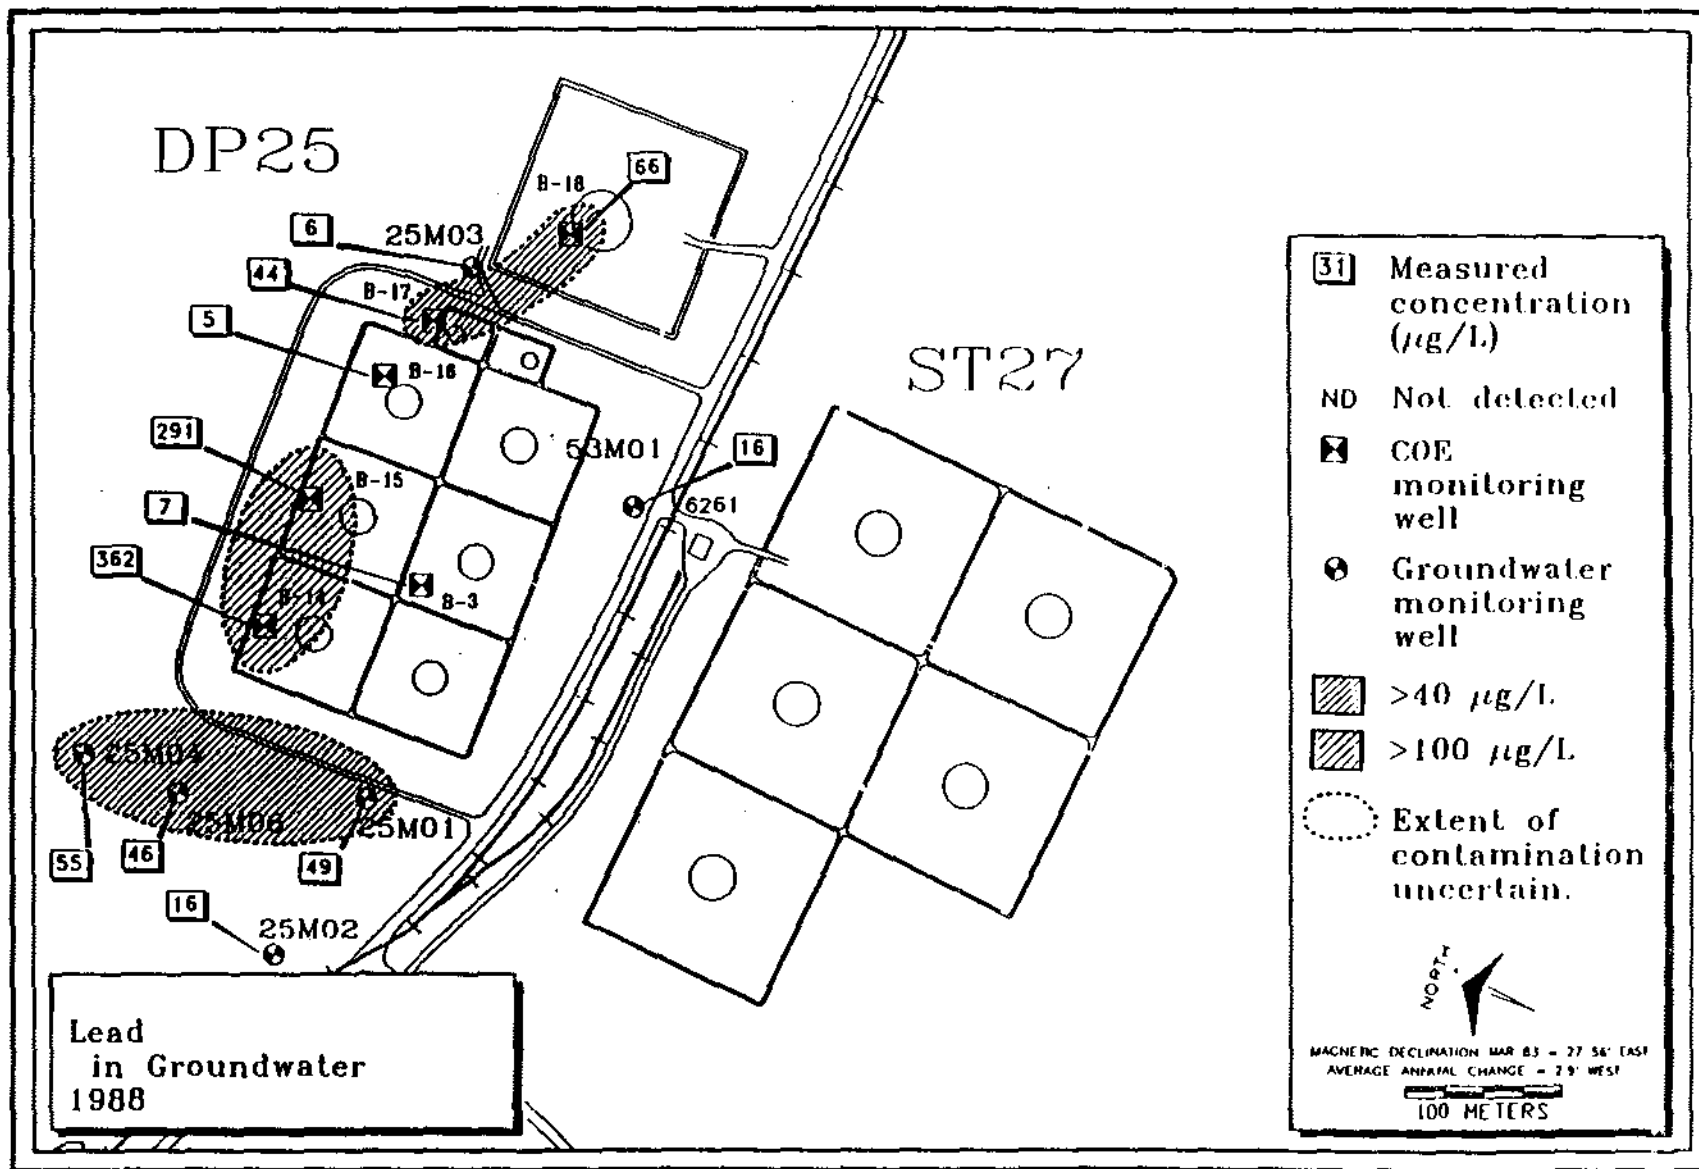 DP25
B-18
66
6
25M03
44
B-17
5
B-16
ST27
291
53M01
16
B-15
7
6261
362
B-14
B-3
25M04
25M06
25M01
55
46
49
16
25M02
Lead
in Groundwater
1988
31 Measured
concentration
(µg/L)
ND Not detected
COE
monitoring
well
Groundwater
monitoring
well
>40 µg/L
>100 µg/L
Extent of
contamination
uncertain.
NORTH
MAGNETIC DECLINATION MAR 83 = 27 56' EAST
AVERAGE ANNUAL CHANGE = 2.9' WEST
100 METERS